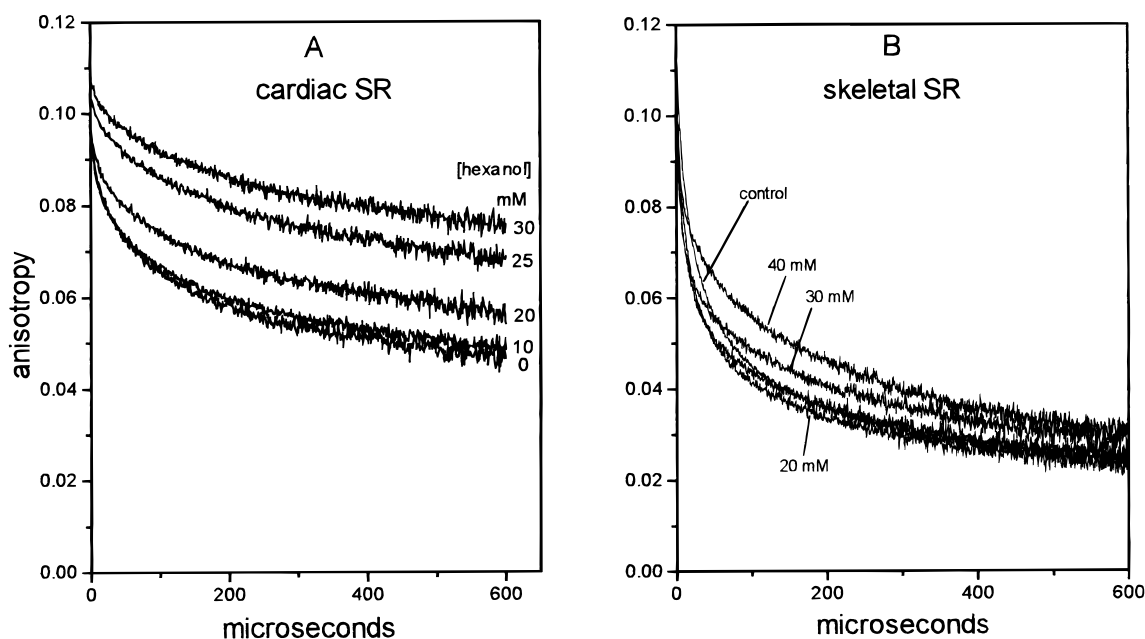 A
cardiac SR
0.12
0.10
0.08
0.06
0.04
0.02
0.00
anisotropy
[hexanol]
mM
30
25
20
10
0
0
200
400
600
microseconds
B
skeletal SR
0.12
0.10
0.08
0.06
0.04
0.02
0.00
control
40 mM
30 mM
20 mM
0
200
400
600
microseconds